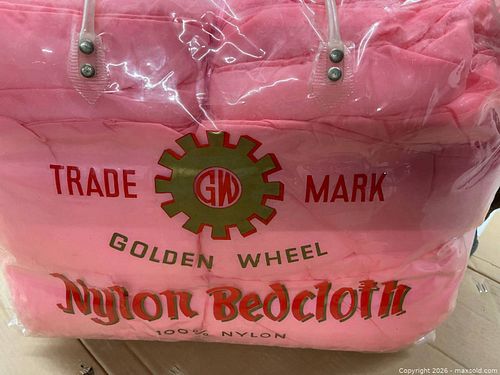 TRADE GW MARK
GOLDEN WHEEL
Nylon Bedcloth
100% NYLON
Copyright 2026 - maxsold.com